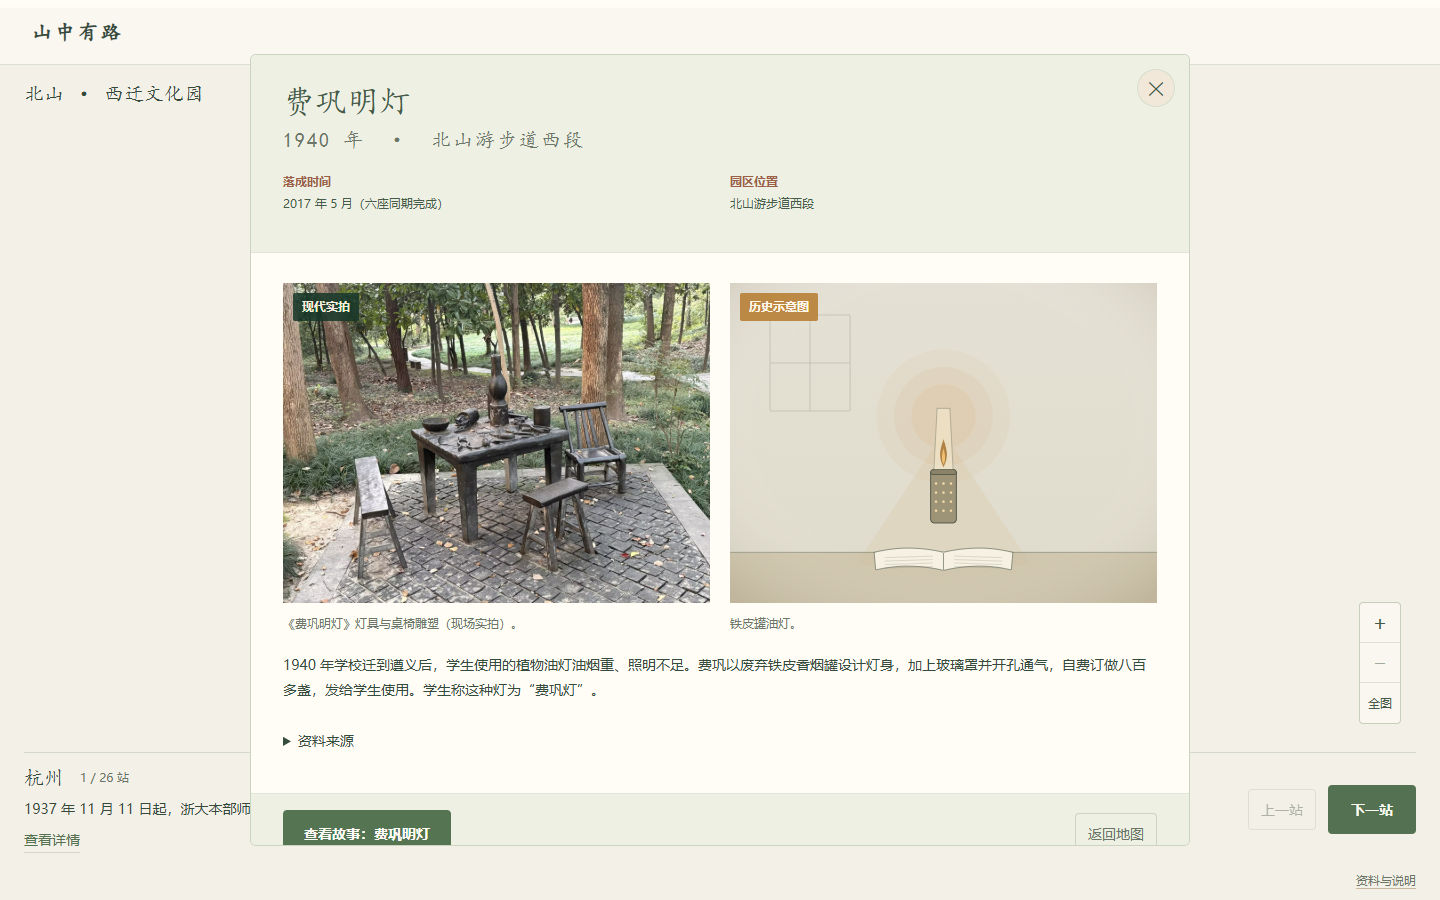 山中有路
北山 • 西迁文化园
费巩明灯
1940 年 • 北山游步道西段
落成时间
2017 年 5 月（六座同期完成）
园区位置
北山游步道西段
现代实拍
历史示意图
《费巩明灯》灯具与桌椅雕塑（现场实拍）。
铁皮罐油灯。
1940 年学校迁到遵义后，学生使用的植物油灯油烟重、照明不足。费巩以废弃铁皮香烟罐设计灯身，加上玻璃罩并开孔通气，自费订做八百
多盏，发给学生使用。学生称这种灯为“费巩灯”。
▶ 资料来源
查看故事：费巩明灯
返回地图
+
−
全图
杭州 1 / 26 站
1937 年 11 月 11 日起，浙大本部师
查看详情
上一站
下一站
资料与说明